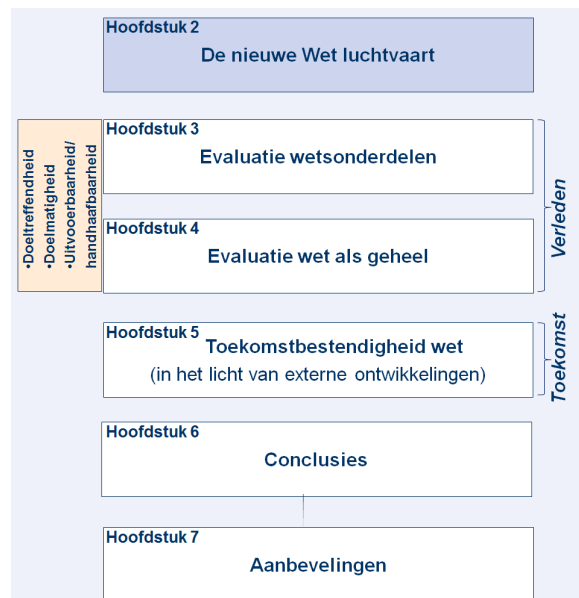 Hoofdstuk 2
De nieuwe Wet luchtvaart
Hoofdstuk 3
Evaluatie wetsonderdelen
•Doeltreffendheid
•Doelmatigheid
•Uitvooerbaarheid/
handhaafbaarheid
Hoofdstuk 4
Evaluatie wet als geheel
Verleden
Hoofdstuk 5
Toekomstbestendigheid wet
(in het licht van externe ontwikkelingen)
Toekomst
Hoofdstuk 6
Conclusies
Hoofdstuk 7
Aanbevelingen